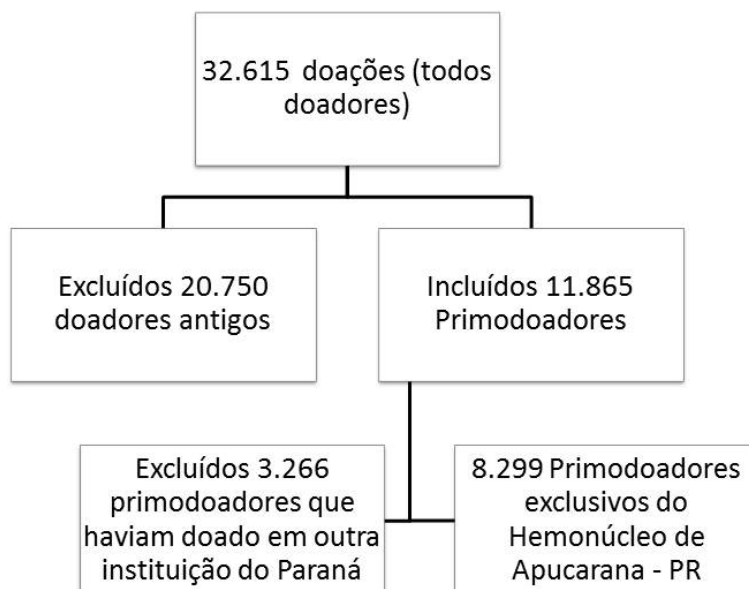 32.615 doações (todos
doadores)
Excluídos 20.750
doadores antigos
Incluídos 11.865
Primodoadores
Excluídos 3.266
primodoadores que
haviam doado em outra
instituição do Paraná
8.299 Primodoadores
exclusivos do
Hemonúcleo de
Apucarana - PR